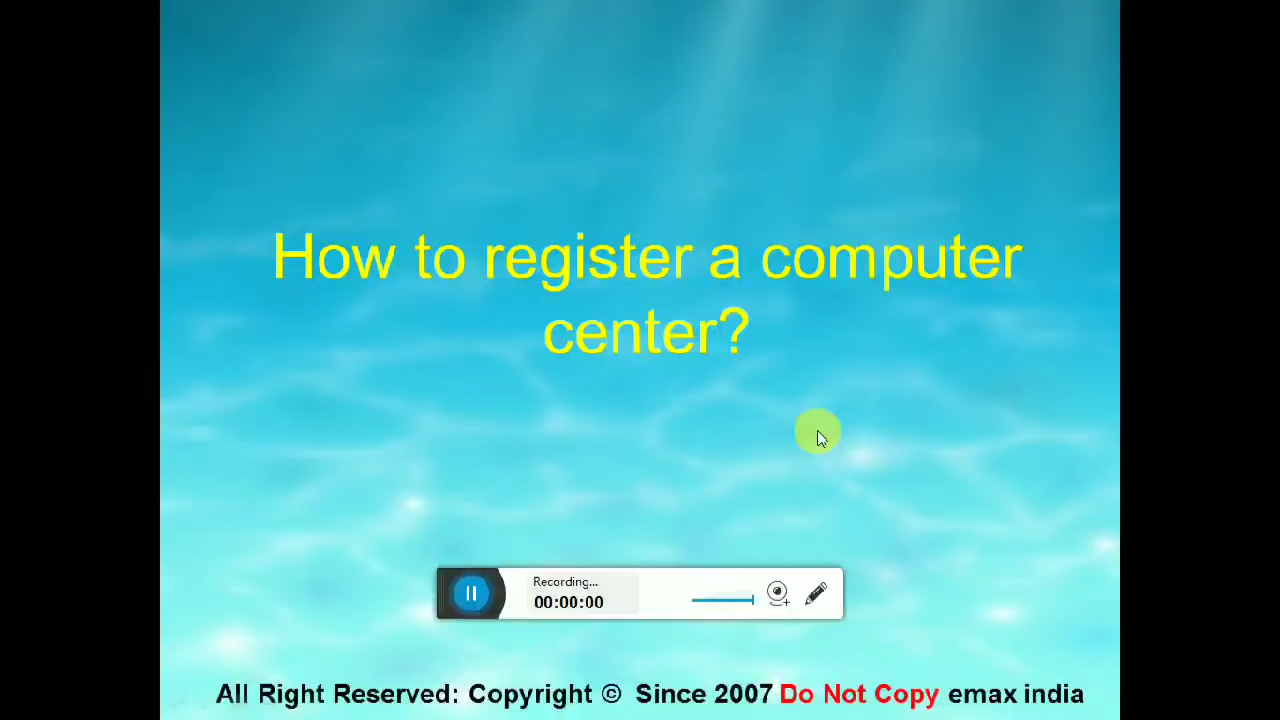 How to register a computer
center?
Recording...
00:00:00
All Right Reserved: Copyright © Since 2007 Do Not Copy emax india